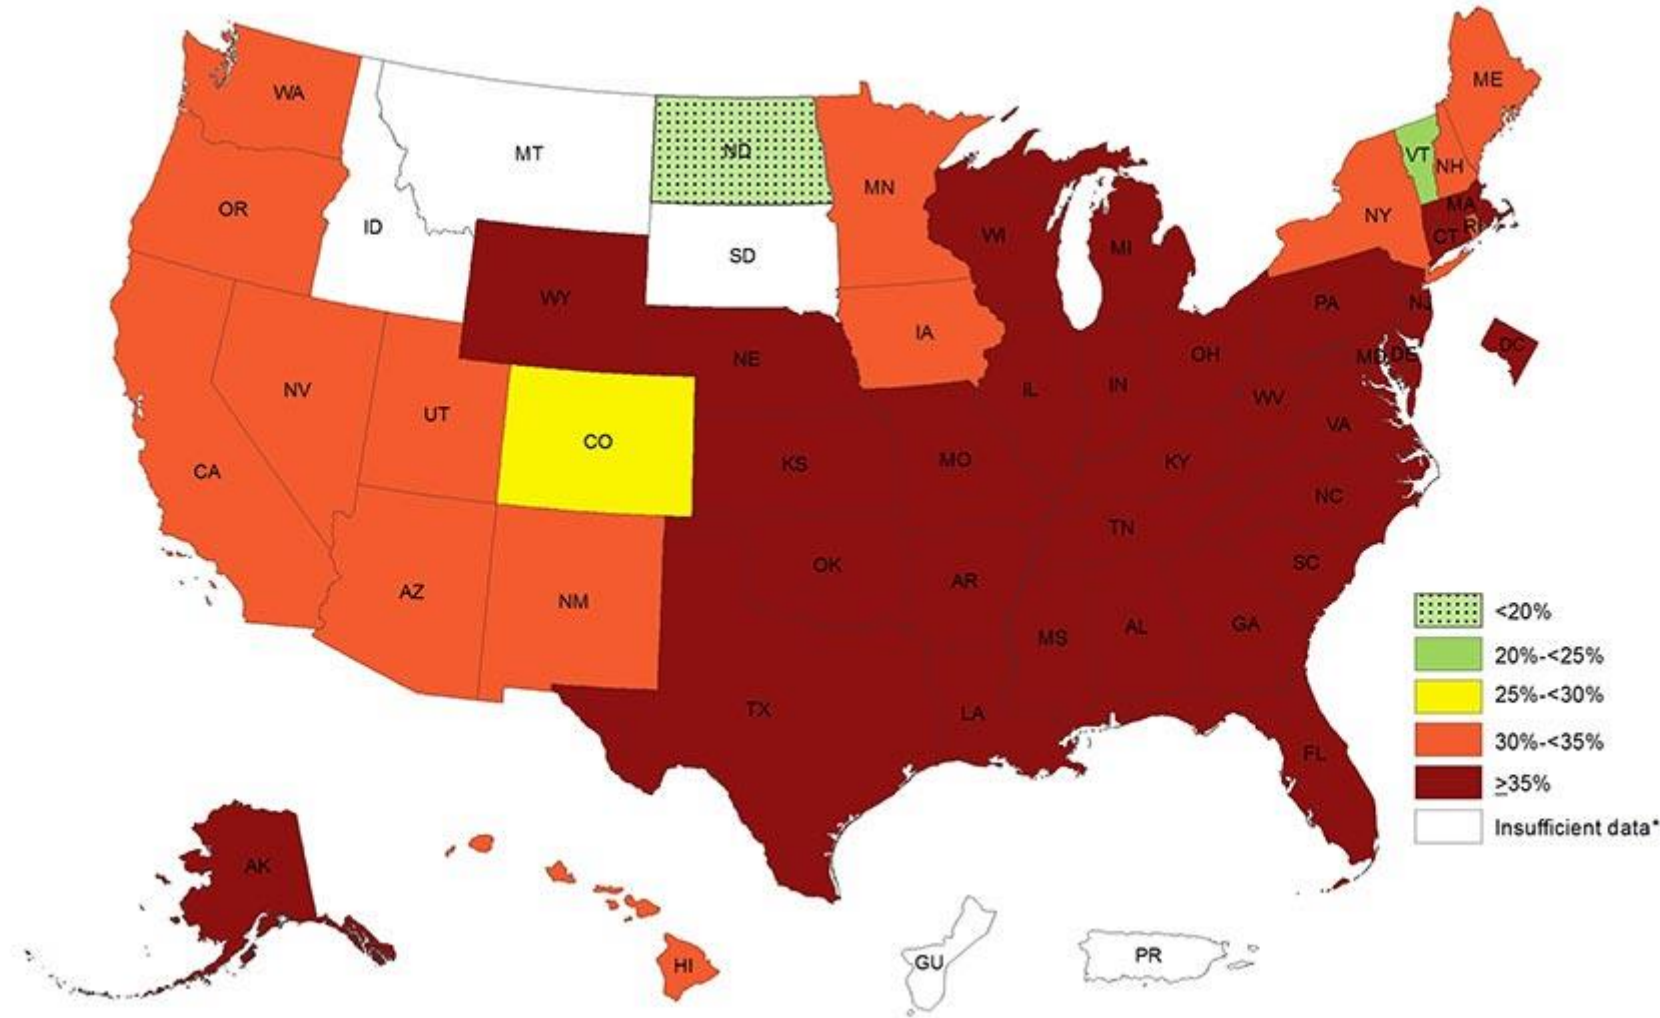 WA
ME
MT
ND
VT
NH
MN
MA
OR
NY
RI
ID
WI
CT
MI
SD
WY
PA
NJ
IA
DC
NE
OH
MD
DE
NV
IL
IN
WV
UT
VA
CO
CA
KS
MO
KY
NC
TN
OK
SC
AZ
AR
NM
MS
AL
GA
<20%
20%-<25%
25%-<30%
TX
LA
30%-<35%
FL
≥35%
Insufficient data*
AK
HI
GU
PR